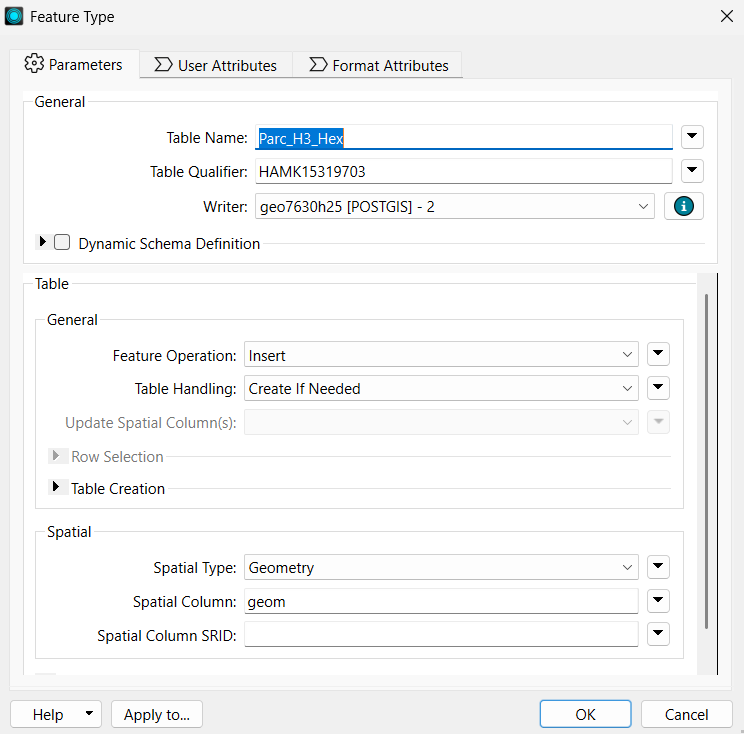 Feature Type
Parameters
User Attributes
Format Attributes
General
Table Name: Parc_H3_Hex
Table Qualifier: HAMK15319703
Writer: geo7630h25 [POSTGIS] - 2
Dynamic Schema Definition
Table
General
Feature Operation: Insert
Table Handling: Create If Needed
Update Spatial Column(s):
Row Selection
Table Creation
Spatial
Spatial Type: Geometry
Spatial Column: geom
Spatial Column SRID:
Help
Apply to...
OK
Cancel